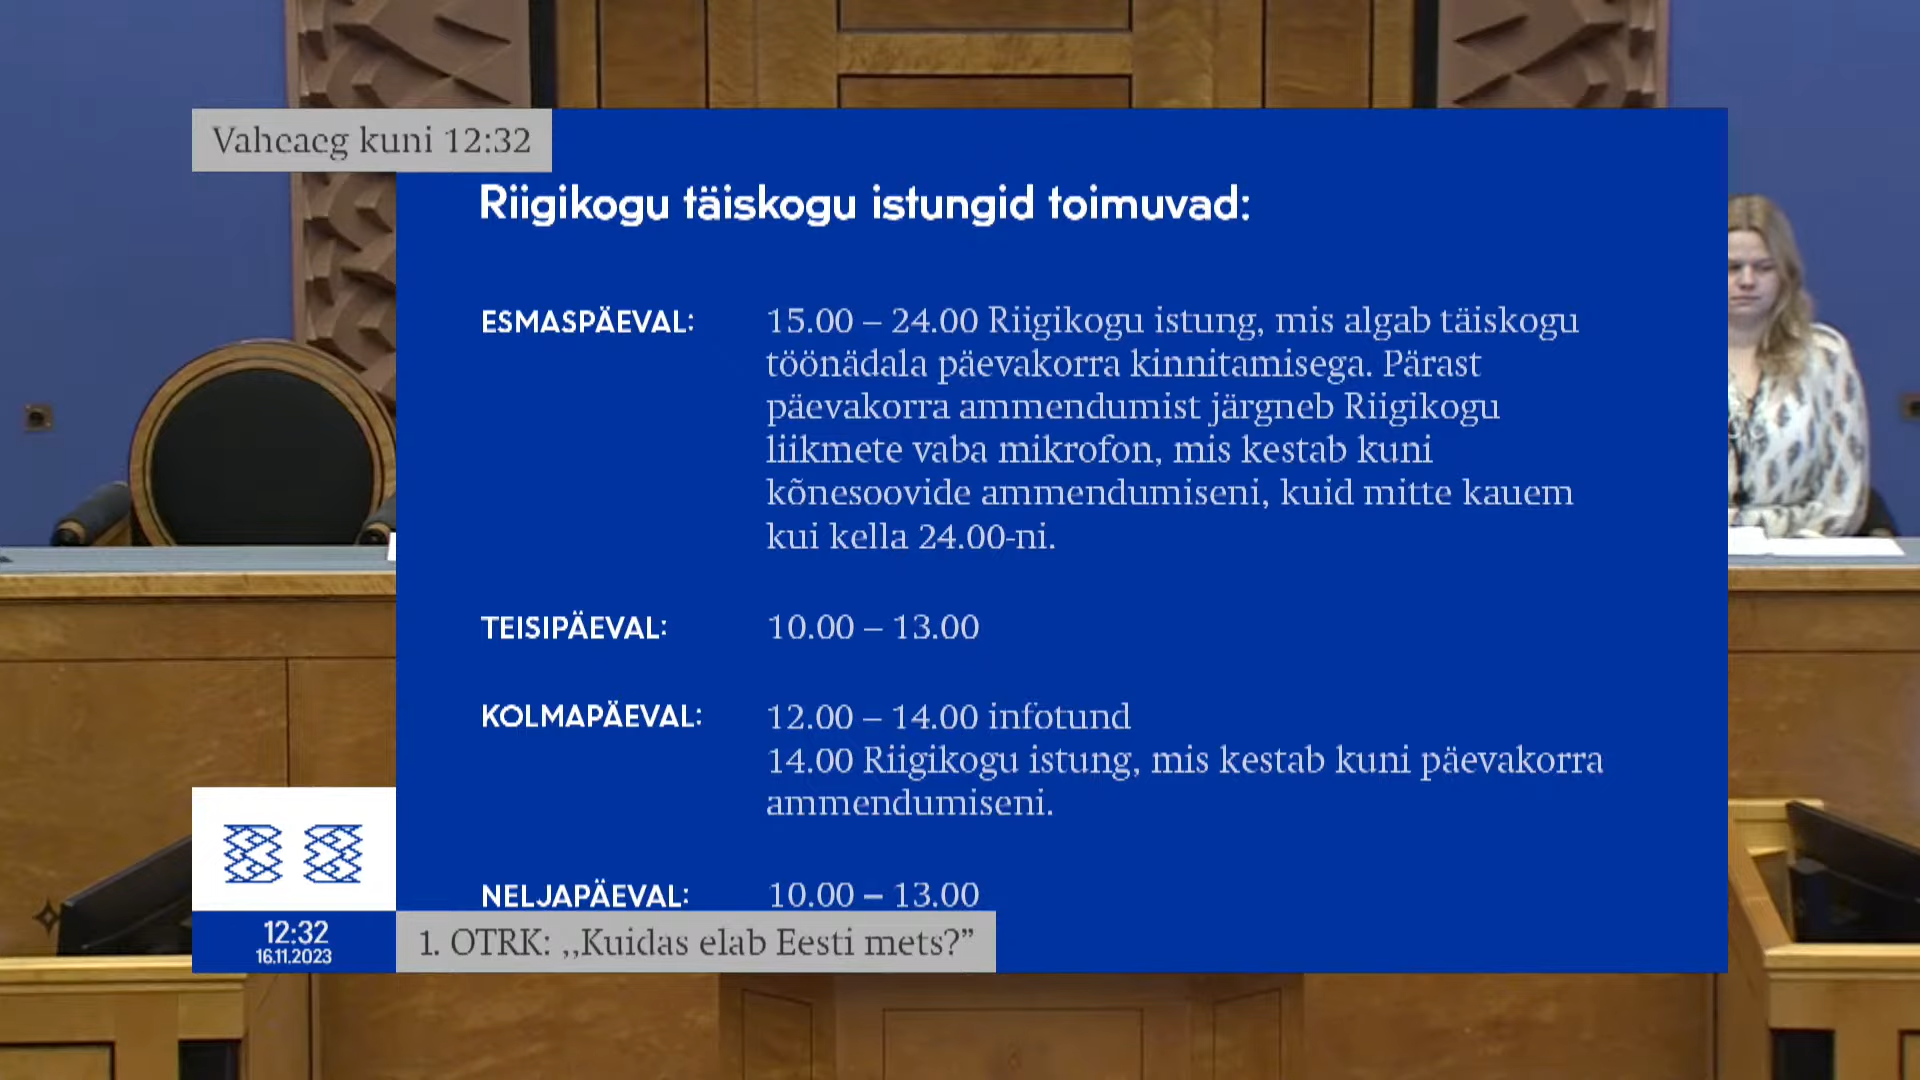 Vaheaeg kuni 12:32
Riigikogu täiskogu istungid toimuvad:
ESMASPÄEVAL: 15.00 – 24.00 Riigikogu istung, mis algab täiskogu
töönädala päevakorra kinnitamisega. Pärast
päevakorra ammendumist järgneb Riigikogu
liikmete vaba mikrofon, mis kestab kuni
kõnesoovide ammendumiseni, kuid mitte kauem
kui kella 24.00-ni.
TEISIPÄEVAL: 10.00 – 13.00
KOLMAPÄEVAL: 12.00 – 14.00 infotund
14.00 Riigikogu istung, mis kestab kuni päevakorra
ammendumiseni.
NELJAPÄEVAL: 10.00 – 13.00
12:32
16.11.2023
1. OTRK: ,,Kuidas elab Eesti mets?”